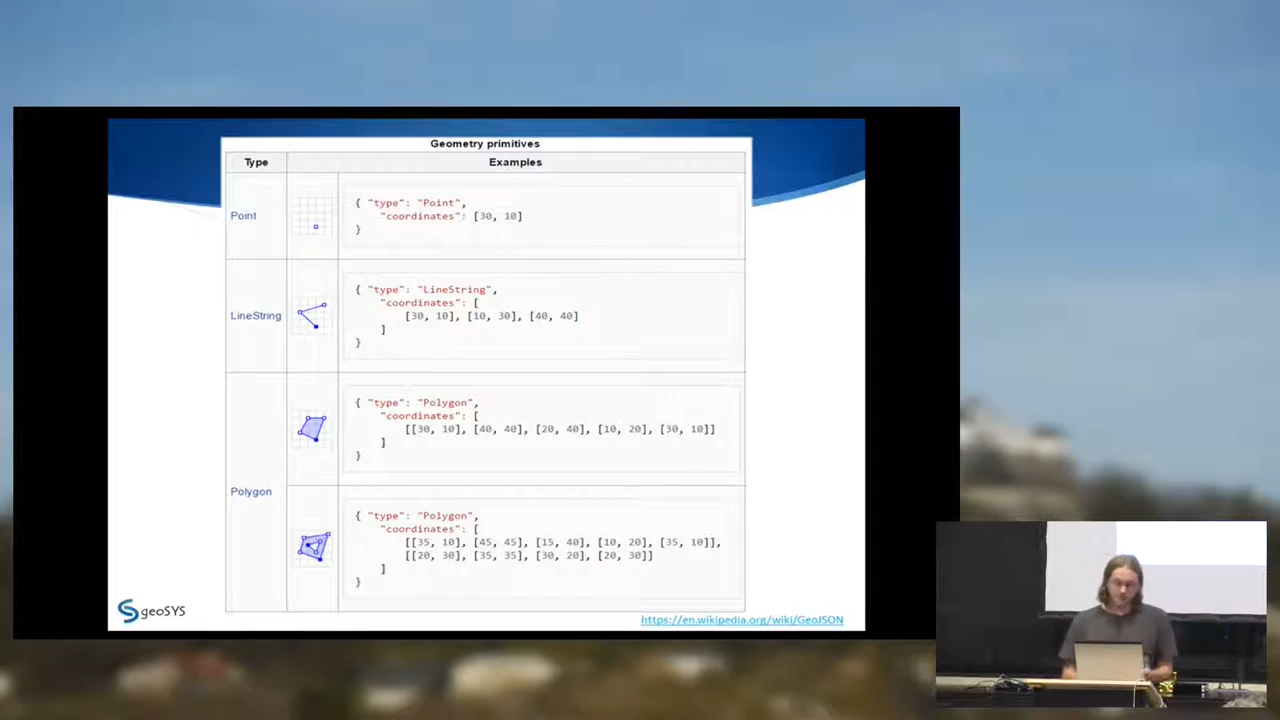 Geometry primitives
Type Examples
Point
{ "type": "Point",
"coordinates": [30, 10]
}
LineString
{ "type": "LineString",
"coordinates": [
[30, 10], [10, 30], [40, 40]
]
}
Polygon
{ "type": "Polygon",
"coordinates": [
[[30, 10], [40, 40], [20, 40], [10, 20], [30, 10]]
]
}
{ "type": "Polygon",
"coordinates": [
[[35, 10], [45, 45], [15, 40], [10, 20], [35, 10]],
[[20, 30], [35, 35], [30, 20], [20, 30]]
]
}
geoSYS
https://en.wikipedia.org/wiki/GeoJSON